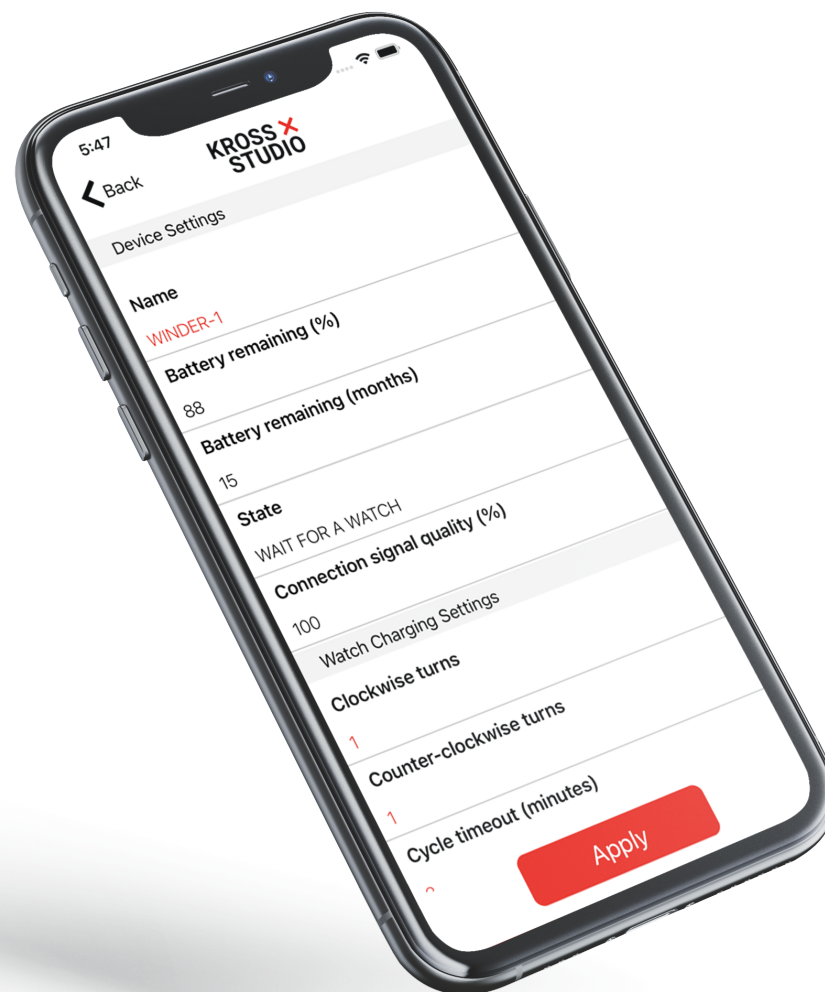 5:47
Back
KROSS X
STUDIO
Device Settings
Name
WINDER-1
Battery remaining (%)
88
Battery remaining (months)
15
State
WAIT FOR A WATCH
Connection signal quality (%)
100
Watch Charging Settings
Clockwise turns
1
Counter-clockwise turns
1
Cycle timeout (minutes)
Apply